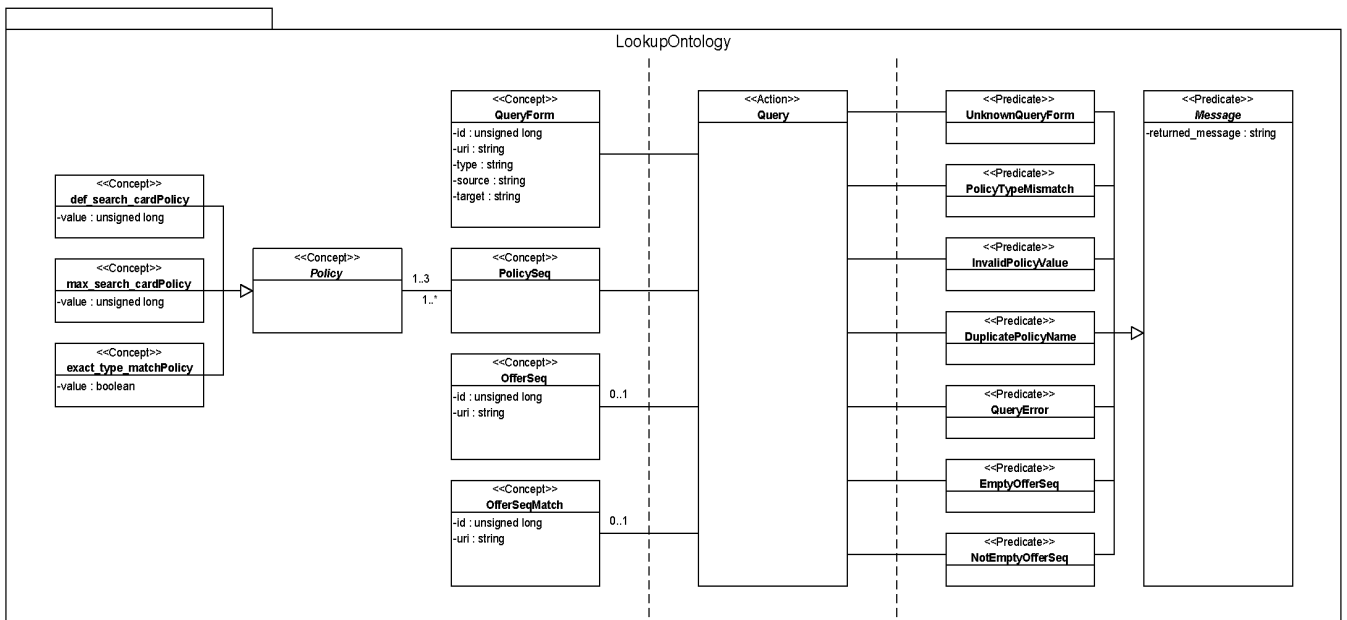 LookupOntology
<<Concept>>
def_search_cardPolicy
-value : unsigned long
<<Concept>>
max_search_cardPolicy
-value : unsigned long
<<Concept>>
exact_type_matchPolicy
-value : boolean
<<Concept>>
Policy
1..3
1..*
<<Concept>>
QueryForm
-id : unsigned long
-uri : string
-type : string
-source : string
-target : string
<<Concept>>
PolicySeq
<<Concept>>
OfferSeq
-id : unsigned long
-uri : string
0..1
<<Concept>>
OfferSeqMatch
-id : unsigned long
-uri : string
0..1
<<Action>>
Query
<<Predicate>>
UnknownQueryForm
<<Predicate>>
PolicyTypeMismatch
<<Predicate>>
InvalidPolicyValue
<<Predicate>>
DuplicatePolicyName
<<Predicate>>
QueryError
<<Predicate>>
EmptyOfferSeq
<<Predicate>>
NotEmptyOfferSeq
<<Predicate>>
Message
-returned_message : string